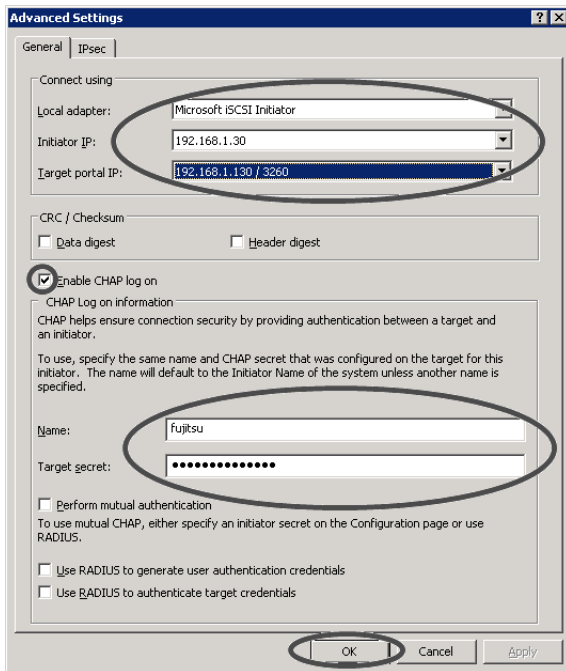 Advanced Settings
General
IPsec
Connect using
Local adapter:
Microsoft iSCSI Initiator
Initiator IP:
192.168.1.30
Target portal IP:
192.168.1.130 / 3260
CRC / Checksum
Data digest
Header digest
Enable CHAP log on
CHAP Log on information
CHAP helps ensure connection security by providing authentication between a target and
an initiator.
To use, specify the same name and CHAP secret that was configured on the target for this
initiator. The name will default to the Initiator Name of the system unless another name is
specified.
Name:
fujitsu
Target secret:
••••••••••••••
Perform mutual authentication
To use mutual CHAP, either specify an initiator secret on the Configuration page or use
RADIUS.
Use RADIUS to generate user authentication credentials
Use RADIUS to authenticate target credentials
OK
Cancel
Apply